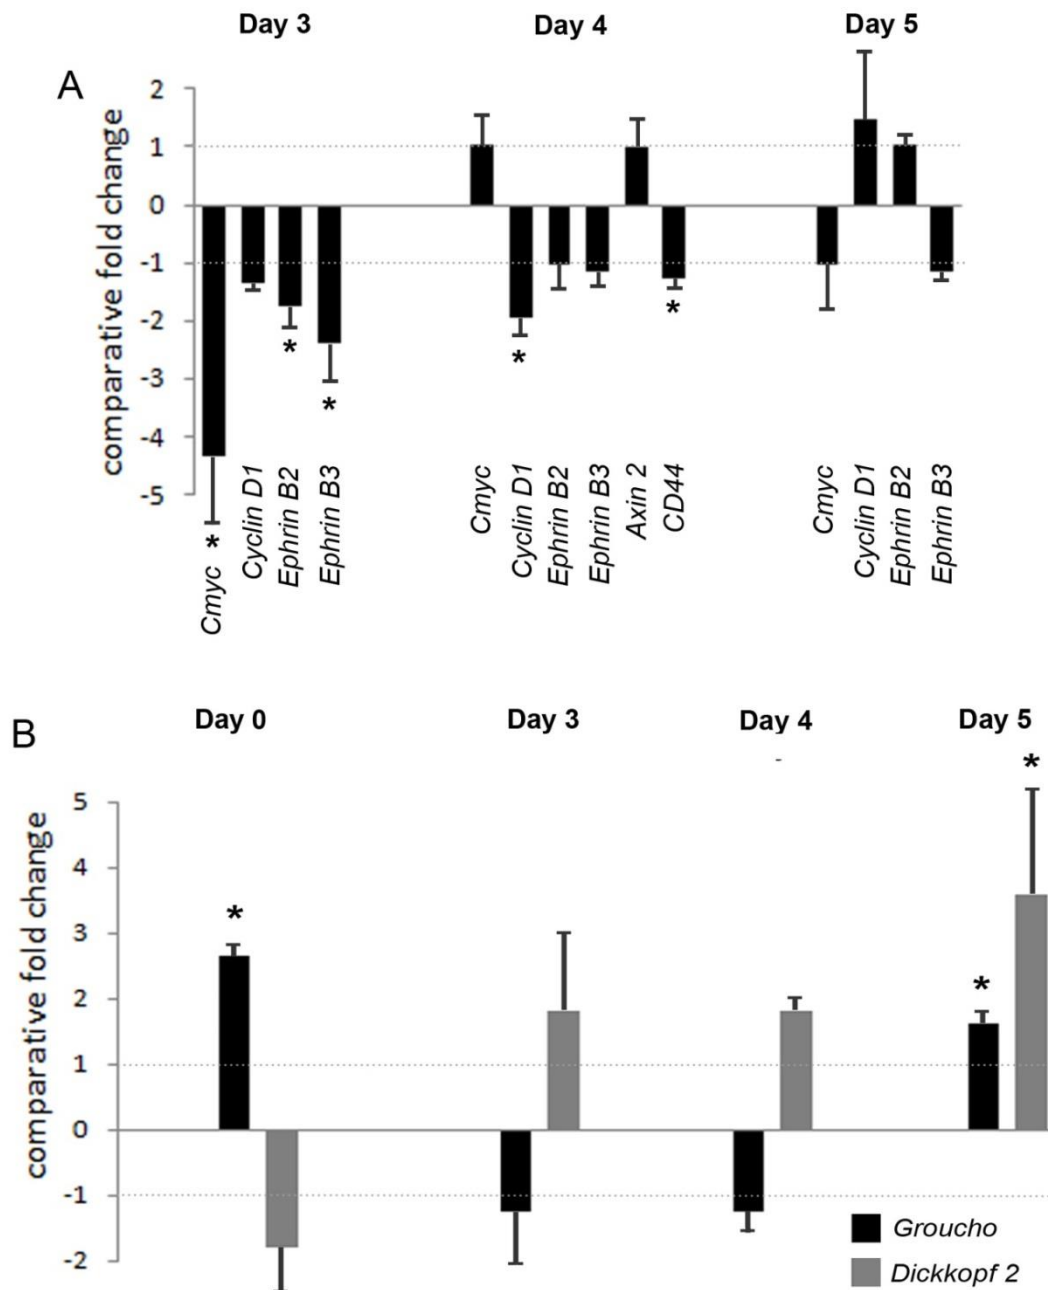 Day 3
Day 4
Day 5
A
comparative fold change
2
1
0
-1
-2
-3
-4
-5
*
*
*
*
*
Cmyc
Cyclin D1
Ephrin B2
Ephrin B3
Cmyc
Cyclin D1
Ephrin B2
Ephrin B3
Axin 2
CD44
Cmyc
Cyclin D1
Ephrin B2
Ephrin B3
B
Day 0
Day 3
Day 4
Day 5
comparative fold change
5
4
3
2
1
0
-1
-2
*
*
*
Groucho
Dickkopf 2